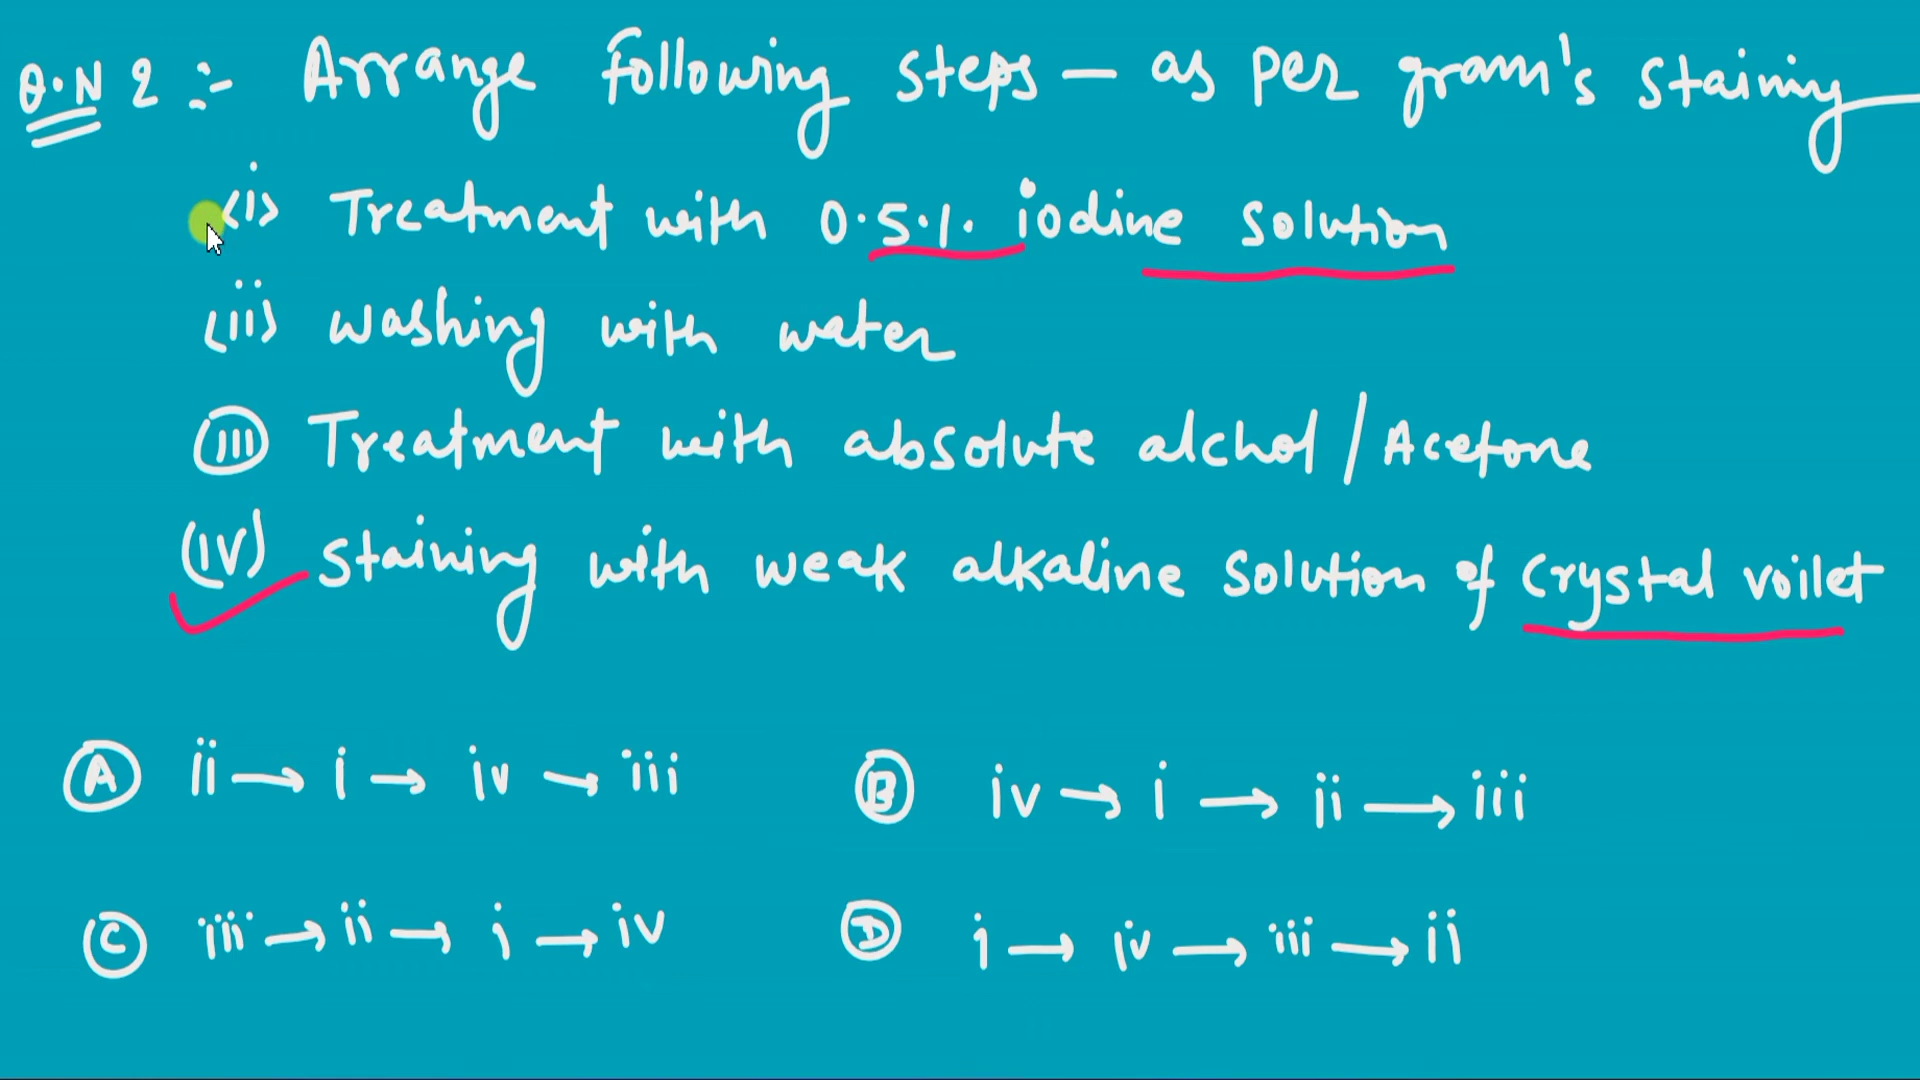 Q.N 2 :- Arrange following steps — as per gram's staining
(i) Treatment with 0.5.1. iodine solution
(ii) washing with water
(iii) Treatment with absolute alchol / Acetone
(iv) staining with weak alkaline solution of crystal voilet
(A) ii → i → iv → iii
(B) iv → i → ii → iii
(C) iii → ii → i → iv
(D) i → iv → iii → ii